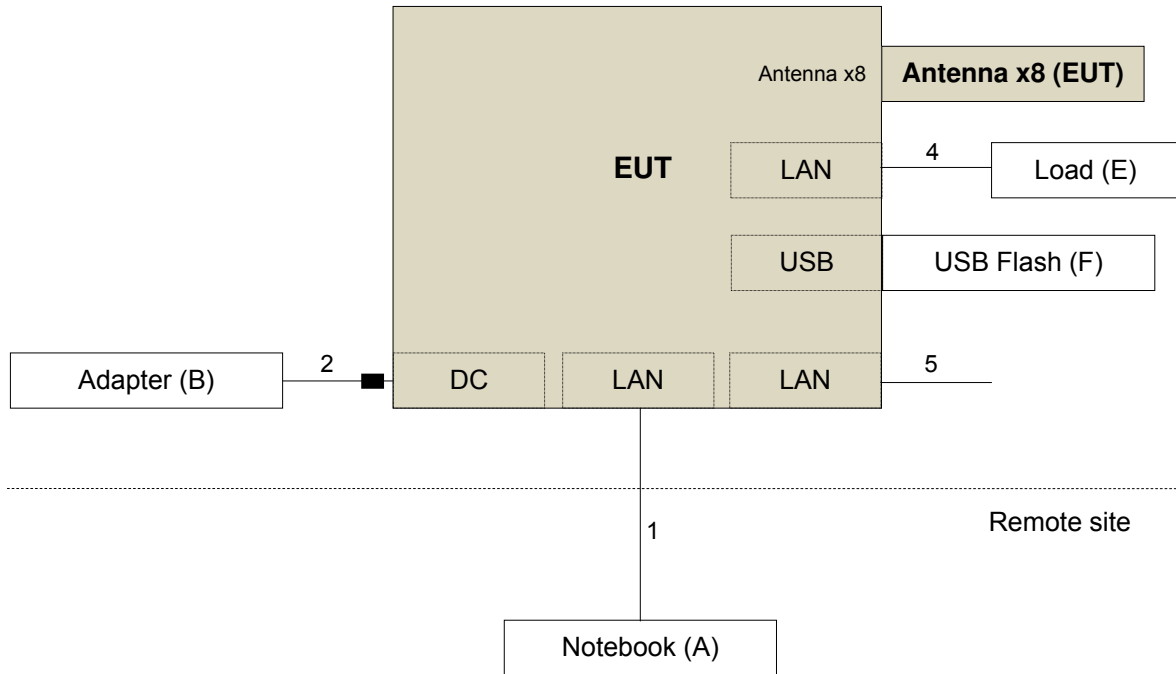 Antenna x8
Antenna x8 (EUT)
EUT
LAN
4
Load (E)
USB
USB Flash (F)
Adapter (B)
2
DC
LAN
LAN
5
1
Remote site
Notebook (A)